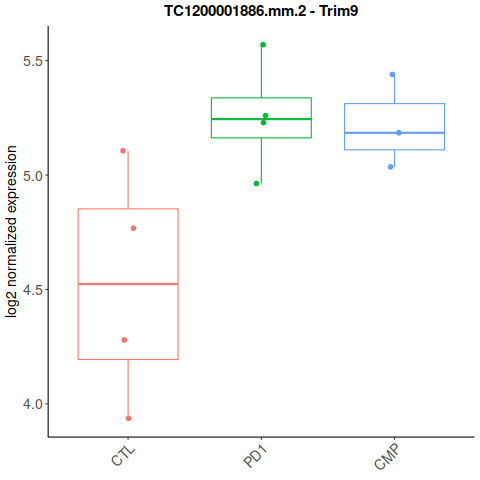 TC1200001886.mm.2 - Trim9
log2 normalized expression
5.5
5.0
4.5
4.0
CTL
PD1
CMP